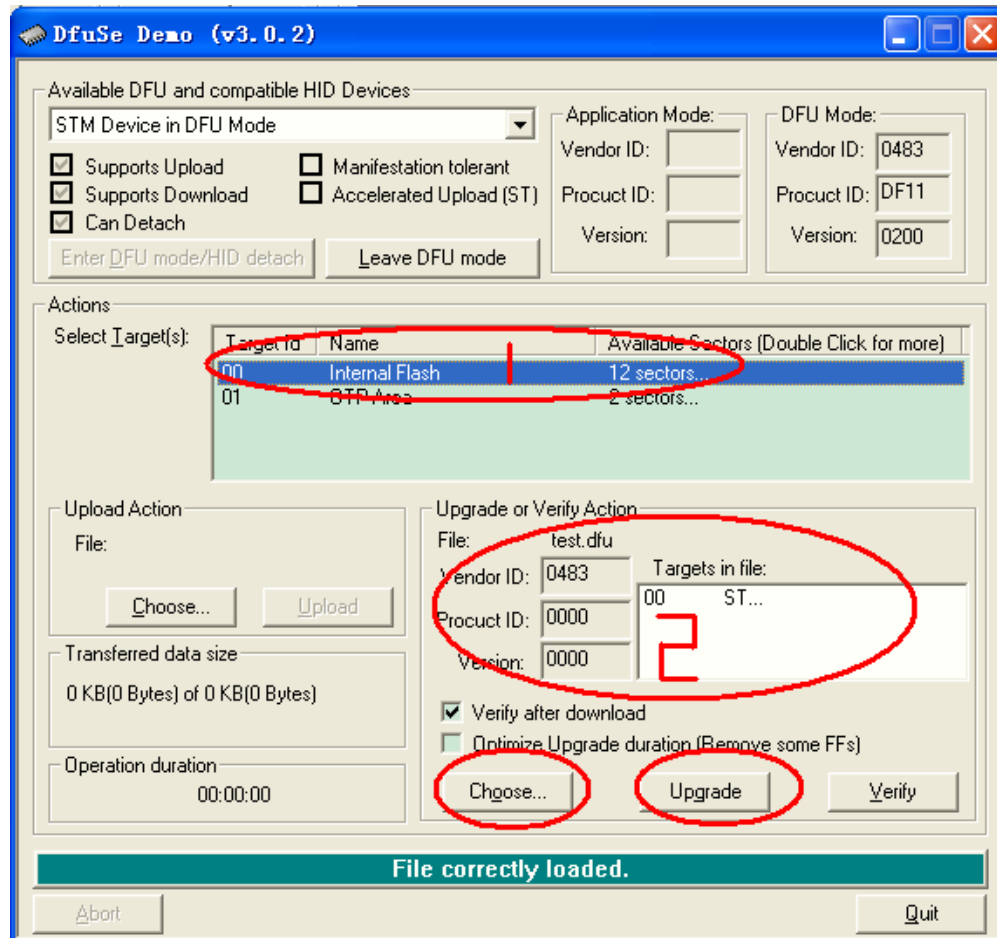 DfuSe Demo (v3.0.2)
Available DFU and compatible HID Devices
STM Device in DFU Mode
Supports Upload
Manifestation tolerant
Supports Download
Accelerated Upload (ST)
Can Detach
Enter DFU mode/HID detach
Leave DFU mode
Application Mode:
Vendor ID:
Procuct ID:
Version:
DFU Mode:
Vendor ID: 0483
Procuct ID: DF11
Version: 0200
Actions
Select Target(s):
Target Id Name Available Sectors (Double Click for more)
00 Internal Flash 12 sectors...
01 OTP Area 2 sectors...
1
Upload Action
File:
Choose...
Upload
Transferred data size
0 KB(0 Bytes) of 0 KB(0 Bytes)
Operation duration
00:00:00
Upgrade or Verify Action
File: test.dfu
Vendor ID: 0483
Procuct ID: 0000
Version: 0000
Targets in file:
00 ST...
2
Verify after download
Optimize Upgrade duration (Remove some FFs)
Choose...
Upgrade
Verify
File correctly loaded.
Abort
Quit